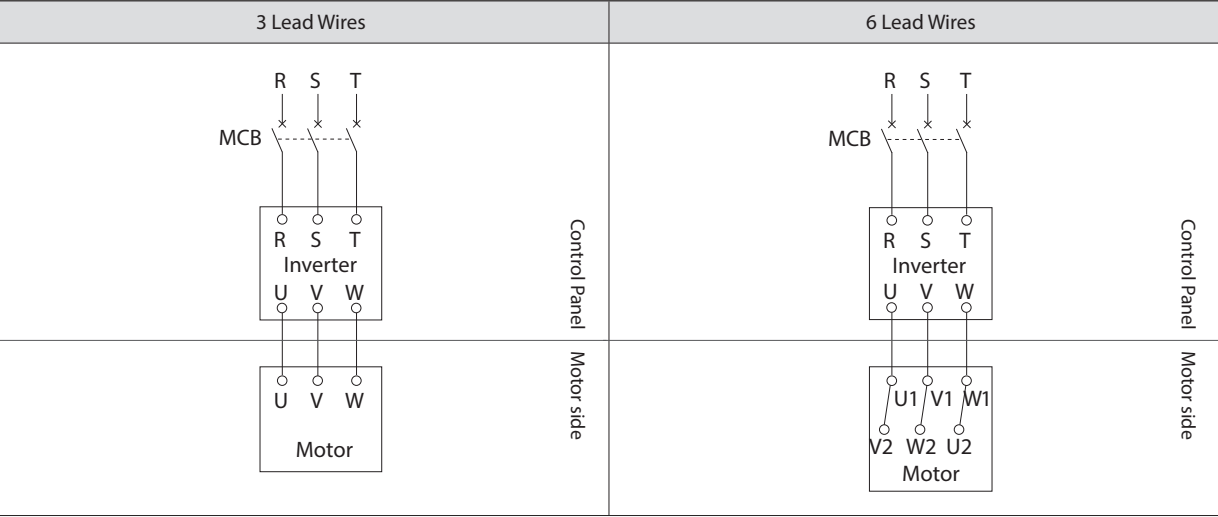 3 Lead Wires
6 Lead Wires
R S T
MCB
R S T
Inverter
U V W
Control Panel
U V W
Motor
Motor side
R S T
MCB
R S T
Inverter
U V W
Control Panel
U1 V1 W1
V2 W2 U2
Motor
Motor side